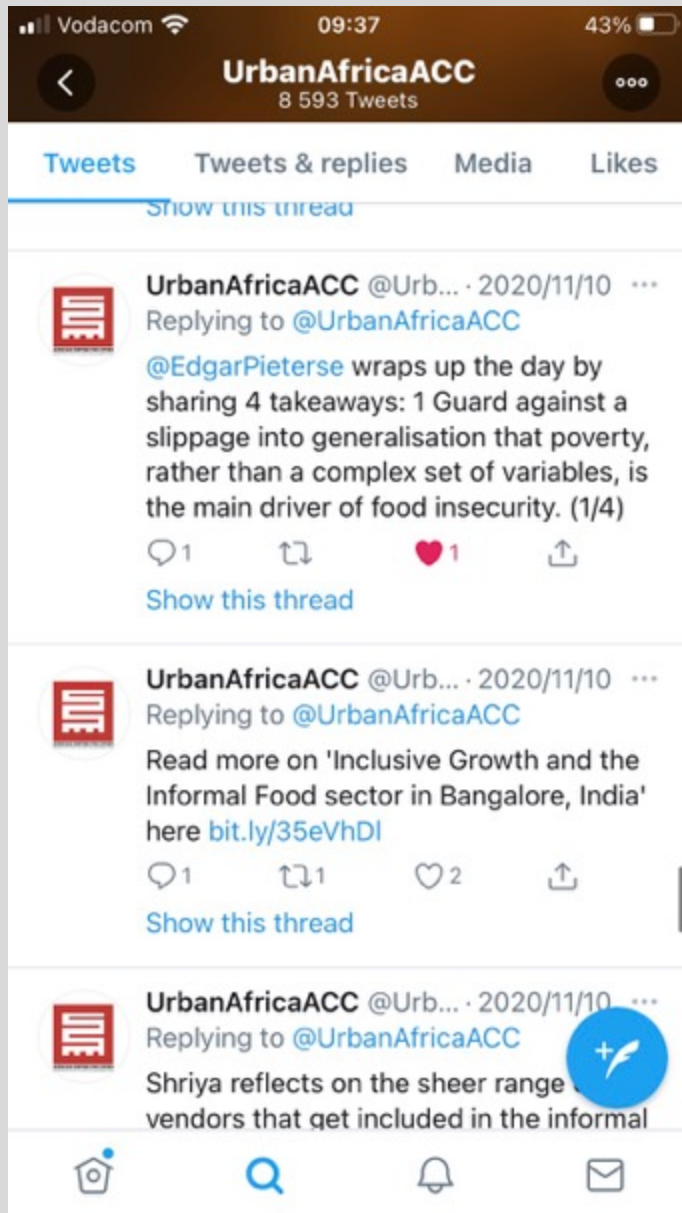 Vodacom 09:37 43%
UrbanAfricaACC
8 593 Tweets
Tweets Tweets & replies Media Likes
Show this thread
UrbanAfricaACC @Urb... · 2020/11/10
Replying to @UrbanAfricaACC
@EdgarPieterse wraps up the day by
sharing 4 takeaways: 1 Guard against a
slippage into generalisation that poverty,
rather than a complex set of variables, is
the main driver of food insecurity. (1/4)
1 1
Show this thread
UrbanAfricaACC @Urb... · 2020/11/10
Replying to @UrbanAfricaACC
Read more on 'Inclusive Growth and the
Informal Food sector in Bangalore, India'
here bit.ly/35eVhDl
1 1 2
Show this thread
UrbanAfricaACC @Urb... · 2020/11/10
Replying to @UrbanAfricaACC
Shriya reflects on the sheer range
vendors that get included in the informal